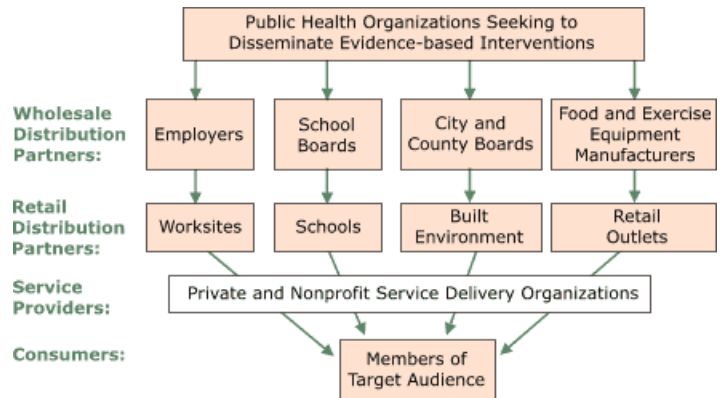 Public Health Organizations Seeking to
Disseminate Evidence-based Interventions
Wholesale
Distribution
Partners:
Employers
School
Boards
City and
County Boards
Food and Exercise
Equipment
Manufacturers
Retail
Distribution
Partners:
Worksites
Schools
Built
Environment
Retail
Outlets
Service
Providers:
Private and Nonprofit Service Delivery Organizations
Consumers:
Members of
Target Audience